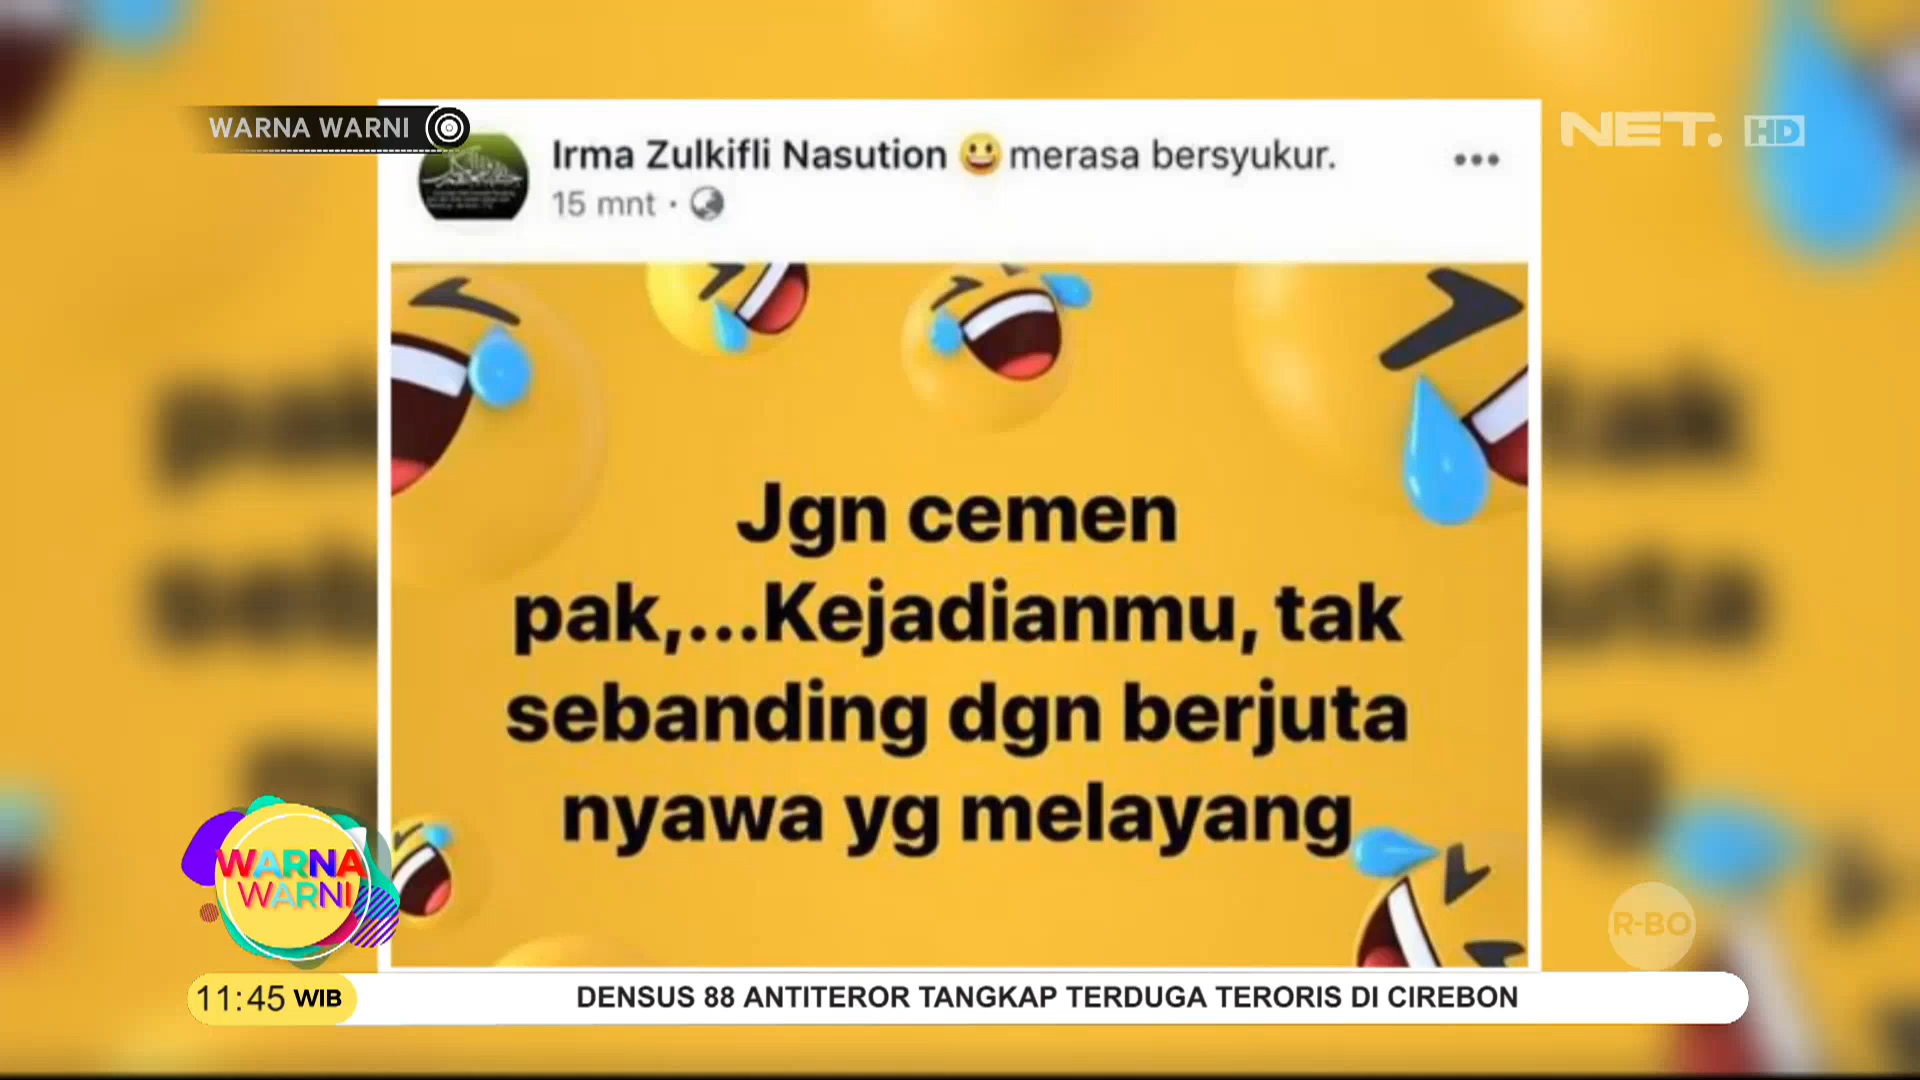 WARNA WARNI
NET. HD
Irma Zulkifli Nasution 😃 merasa bersyukur.
15 mnt ·
Jgn cemen
pak,...Kejadianmu, tak
sebanding dgn berjuta
nyawa yg melayang
WARNA
WARNI
R-BO
11:45 WIB
DENSUS 88 ANTITEROR TANGKAP TERDUGA TERORIS DI CIREBON